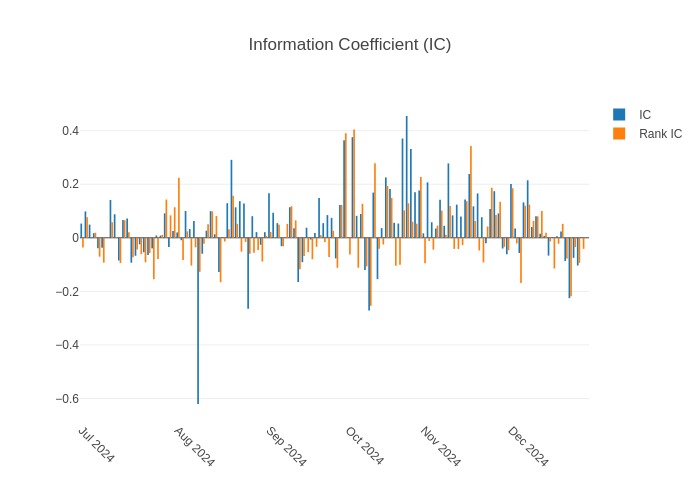 Information Coefficient (IC)
IC
Rank IC
0.4
0.2
0
−0.2
−0.4
−0.6
Jul 2024
Aug 2024
Sep 2024
Oct 2024
Nov 2024
Dec 2024